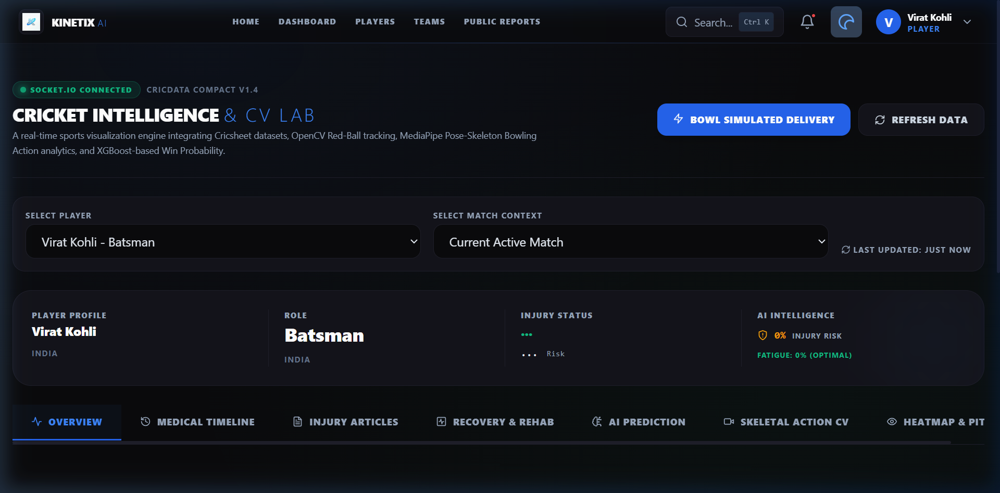 KINETIX AI
HOME
DASHBOARD
PLAYERS
TEAMS
PUBLIC REPORTS
Search...
Ctrl K
V
Virat Kohli
PLAYER
SOCKET.IO CONNECTED
CRICDATA COMPACT V1.4
CRICKET INTELLIGENCE & CV LAB
A real-time sports visualization engine integrating Cricsheet datasets, OpenCV Red-Ball tracking, MediaPipe Pose-Skeleton Bowling
Action analytics, and XGBoost-based Win Probability.
BOWL SIMULATED DELIVERY
REFRESH DATA
SELECT PLAYER
Virat Kohli - Batsman
SELECT MATCH CONTEXT
Current Active Match
LAST UPDATED: JUST NOW
PLAYER PROFILE
Virat Kohli
INDIA
ROLE
Batsman
INDIA
INJURY STATUS
...
... Risk
AI INTELLIGENCE
0% INJURY RISK
FATIGUE: 0% (OPTIMAL)
OVERVIEW
MEDICAL TIMELINE
INJURY ARTICLES
RECOVERY & REHAB
AI PREDICTION
SKELETAL ACTION CV
HEATMAP & PIT